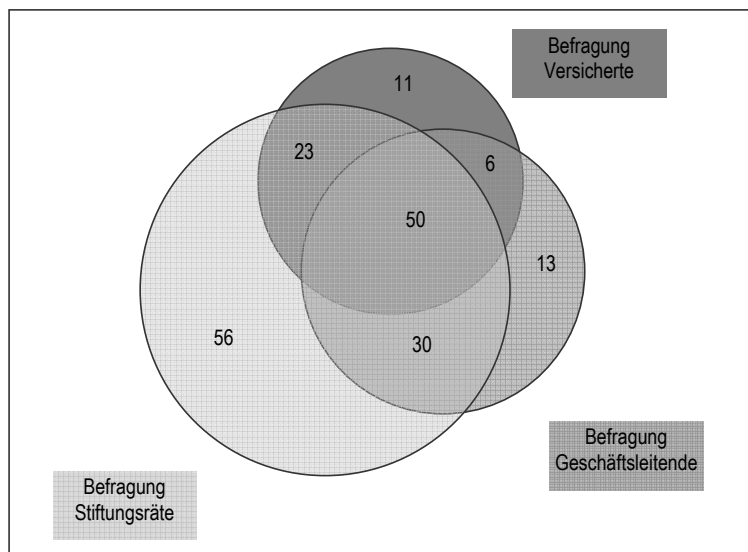 Befragung
Versicherte
11
23
6
50
13
56
30
Befragung
Geschäftsleitende
Befragung
Stiftungsräte